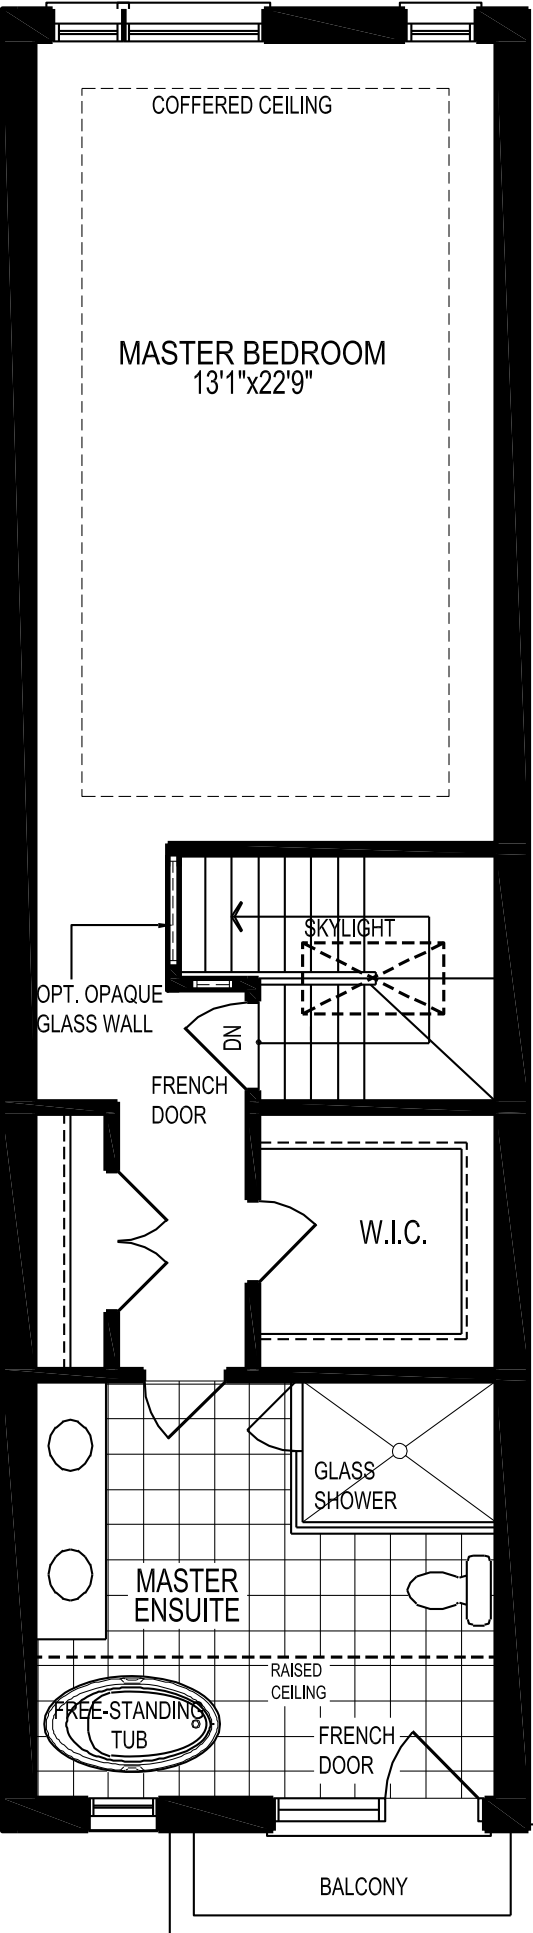 COFFERED CEILING
MASTER BEDROOM
13'1"x22'9"
SKYLIGHT
OPT. OPAQUE
GLASS WALL
DN
FRENCH
DOOR
W.I.C.
GLASS
SHOWER
MASTER
ENSUITE
RAISED
CEILING
FREE-STANDING
TUB
FRENCH
DOOR
BALCONY